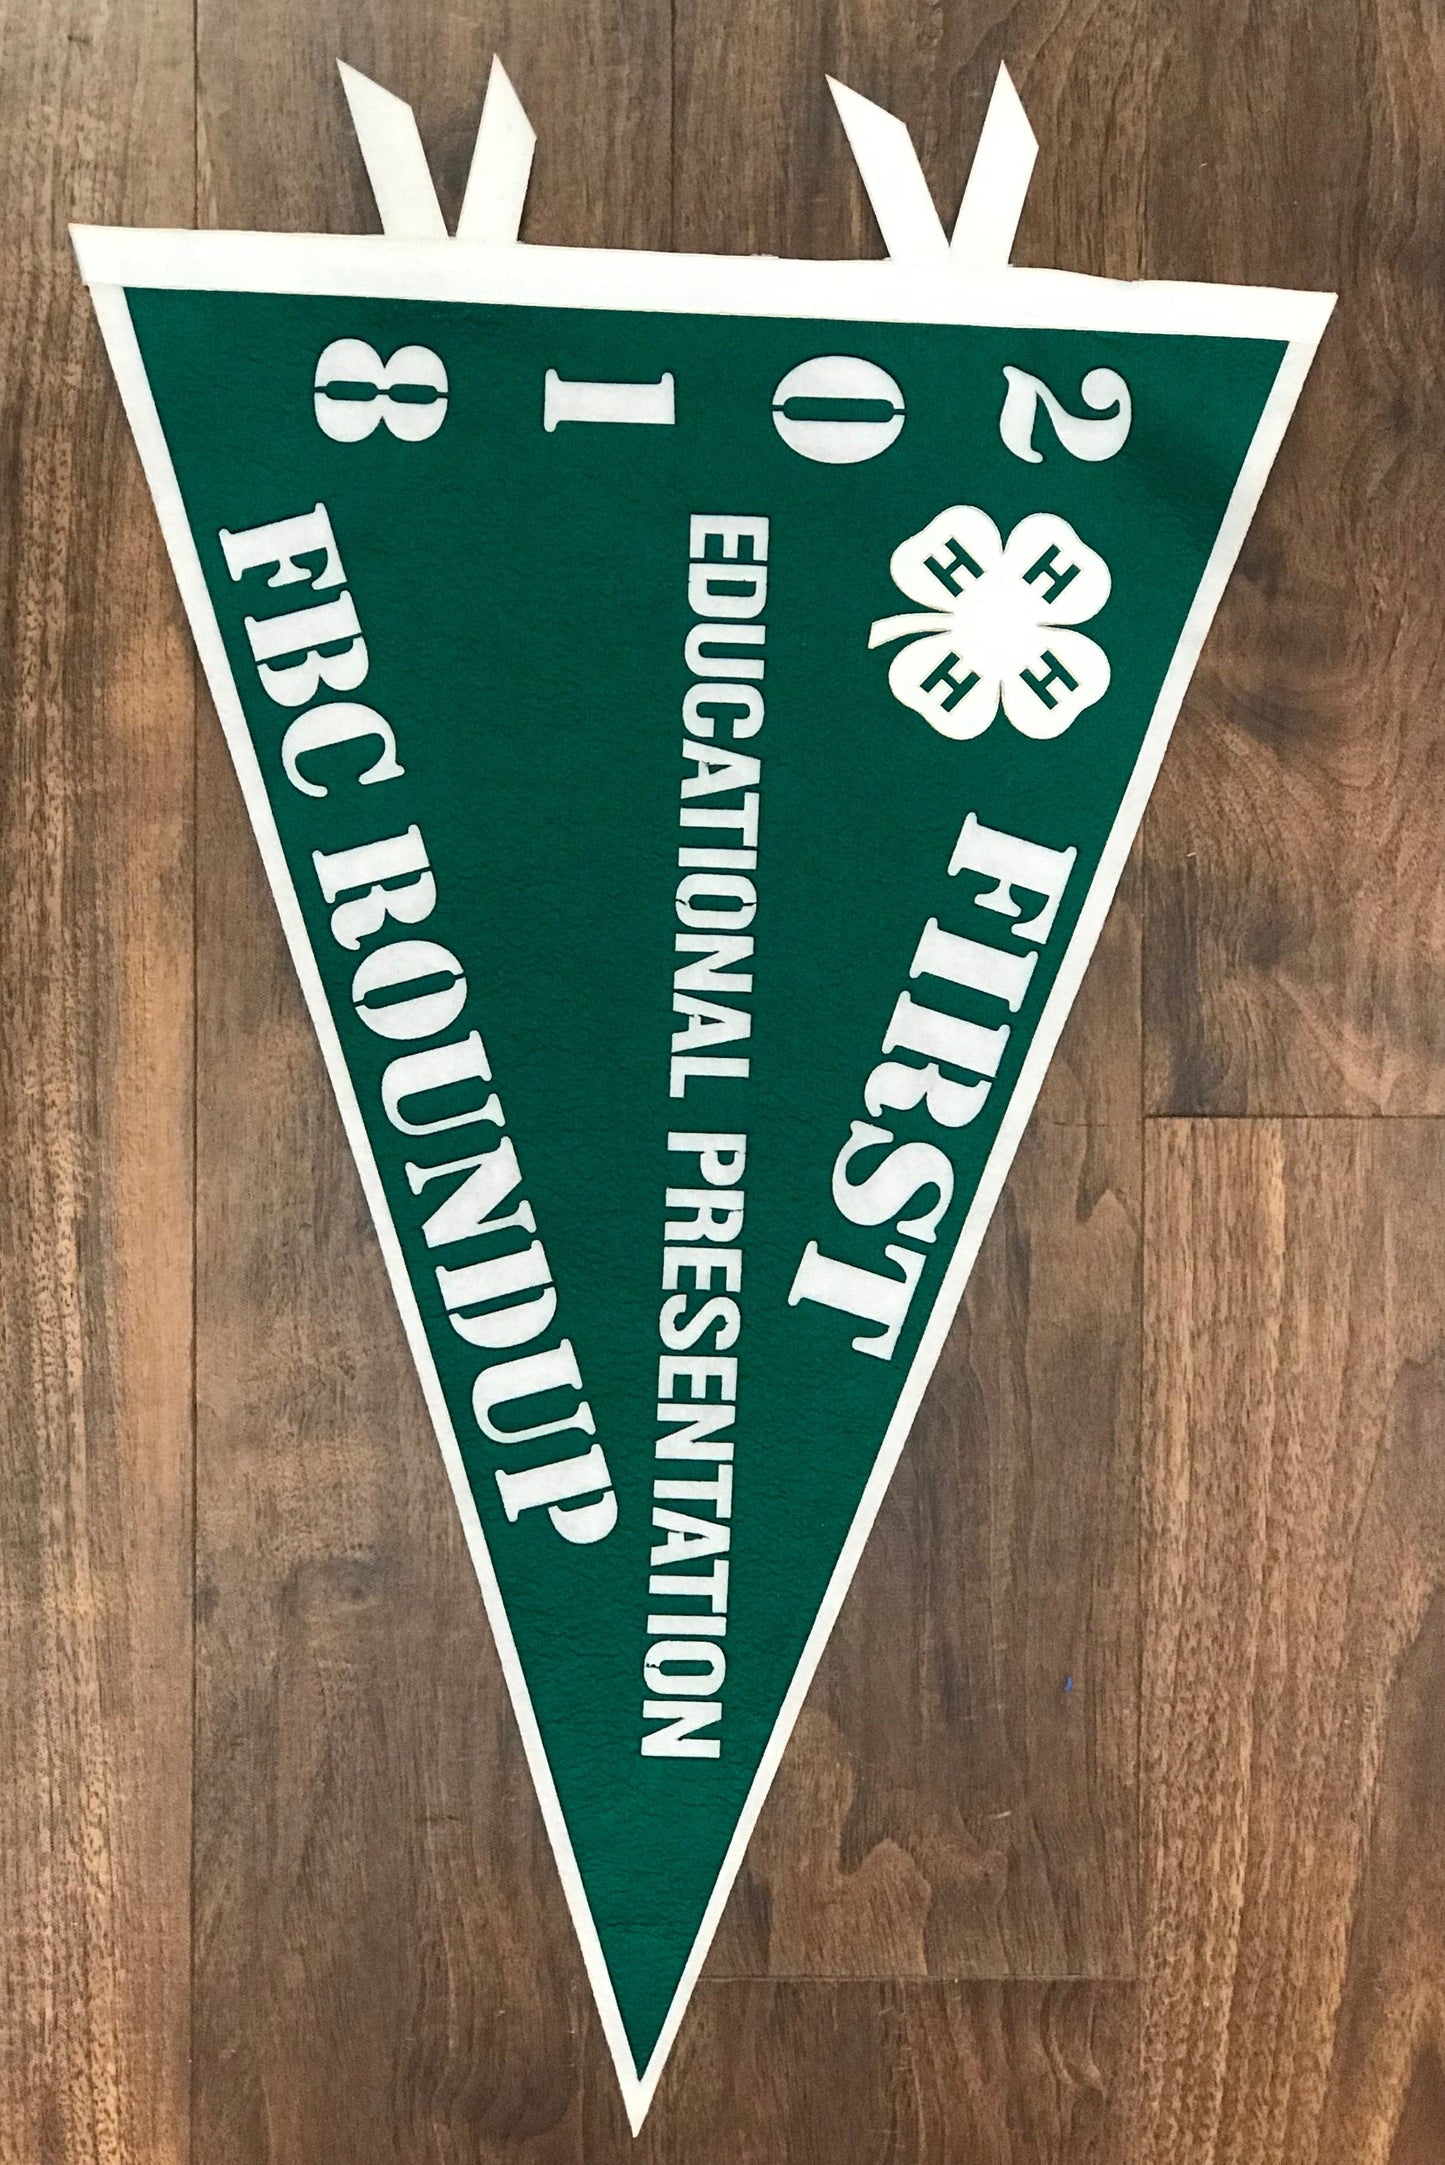 2018
H H H H
FIRST
EDUCATIONAL PRESENTATION
FBC ROUNDUP